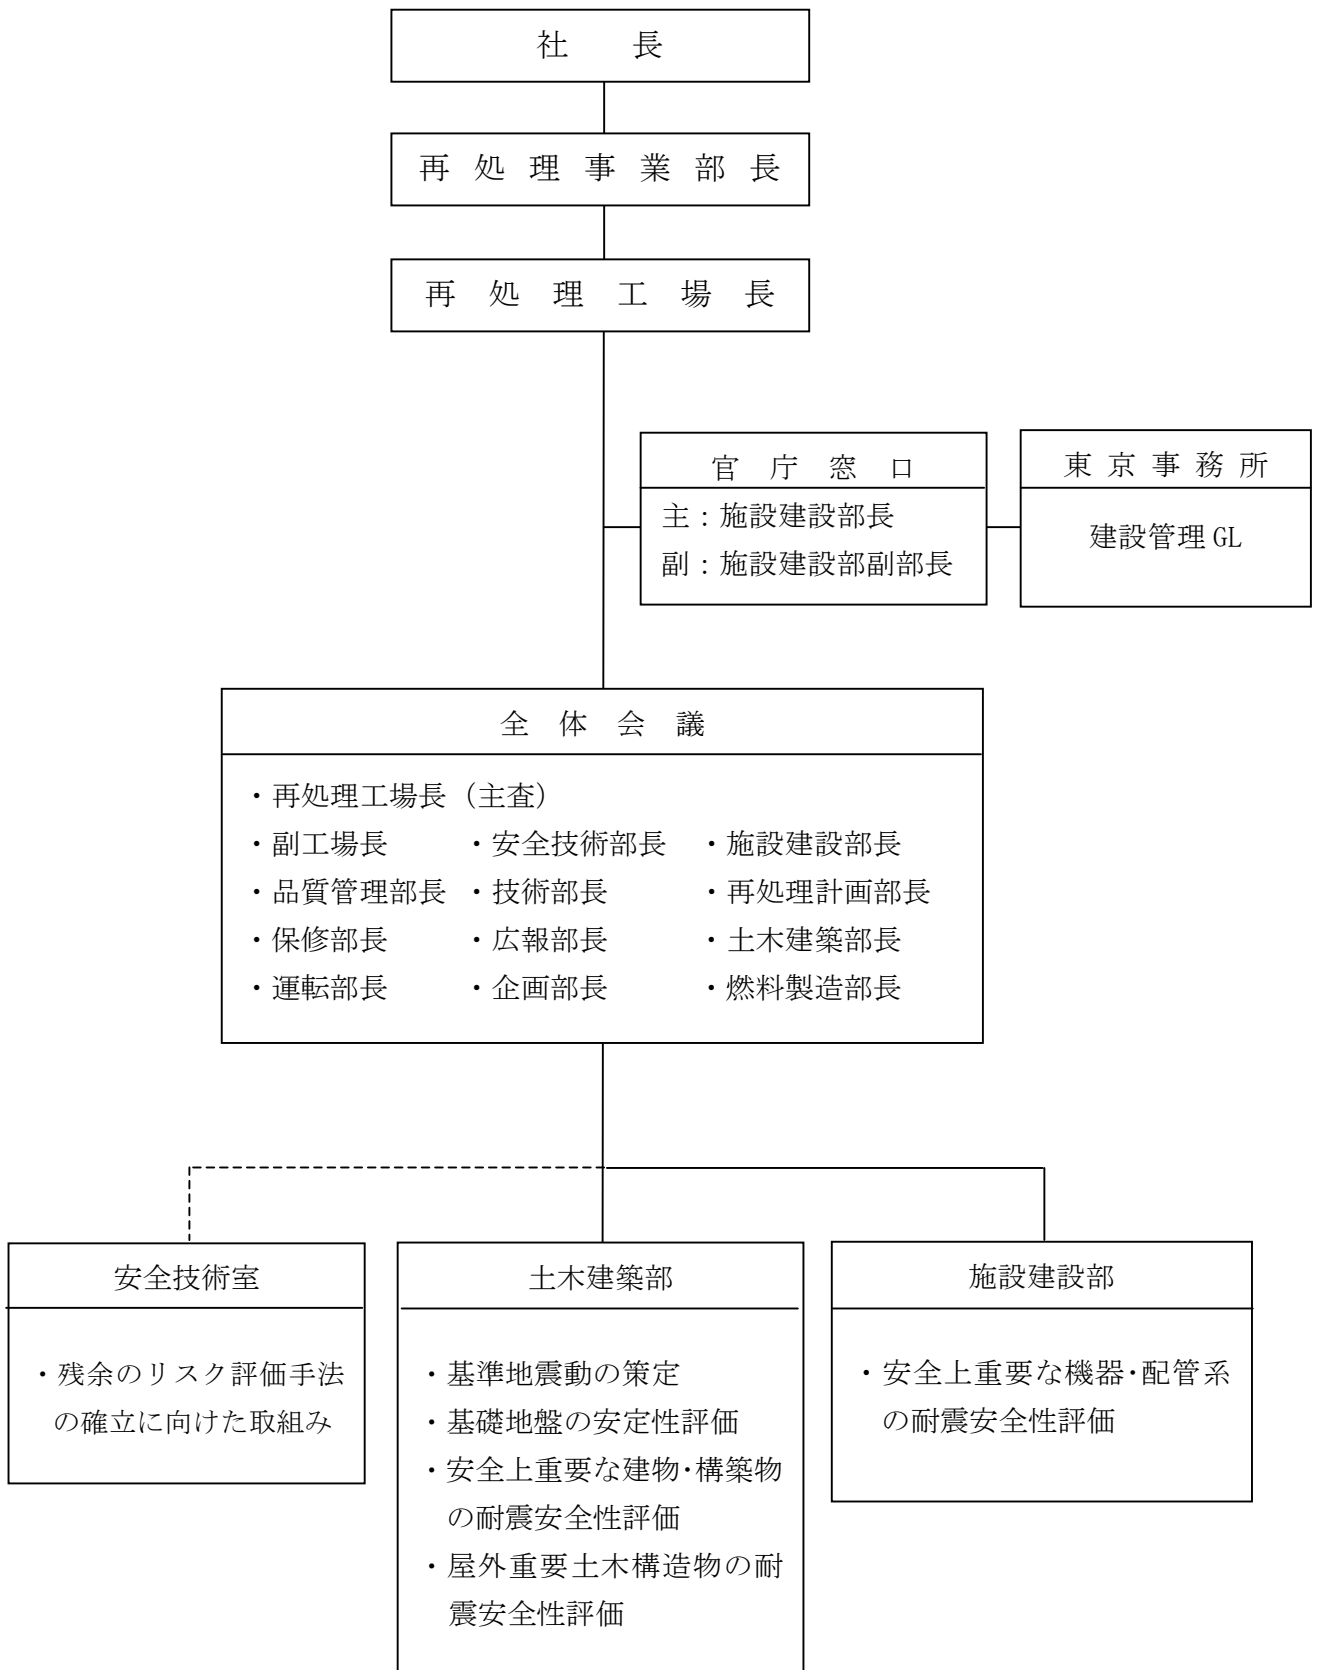 社長
再処理事業部長
再処理工場長
官庁窓口
主：施設建設部長
副：施設建設部副部長
東京事務所
建設管理 GL
全体会議
・再処理工場長（主査）
・副工場長 ・安全技術部長 ・施設建設部長
・品質管理部長 ・技術部長 ・再処理計画部長
・保修部長 ・広報部長 ・土木建築部長
・運転部長 ・企画部長 ・燃料製造部長
安全技術室
・残余のリスク評価手法
の確立に向けた取組み
土木建築部
・基準地震動の策定
・基礎地盤の安定性評価
・安全上重要な建物・構築物
の耐震安全性評価
・屋外重要土木構造物の耐
震安全性評価
施設建設部
・安全上重要な機器・配管系
の耐震安全性評価